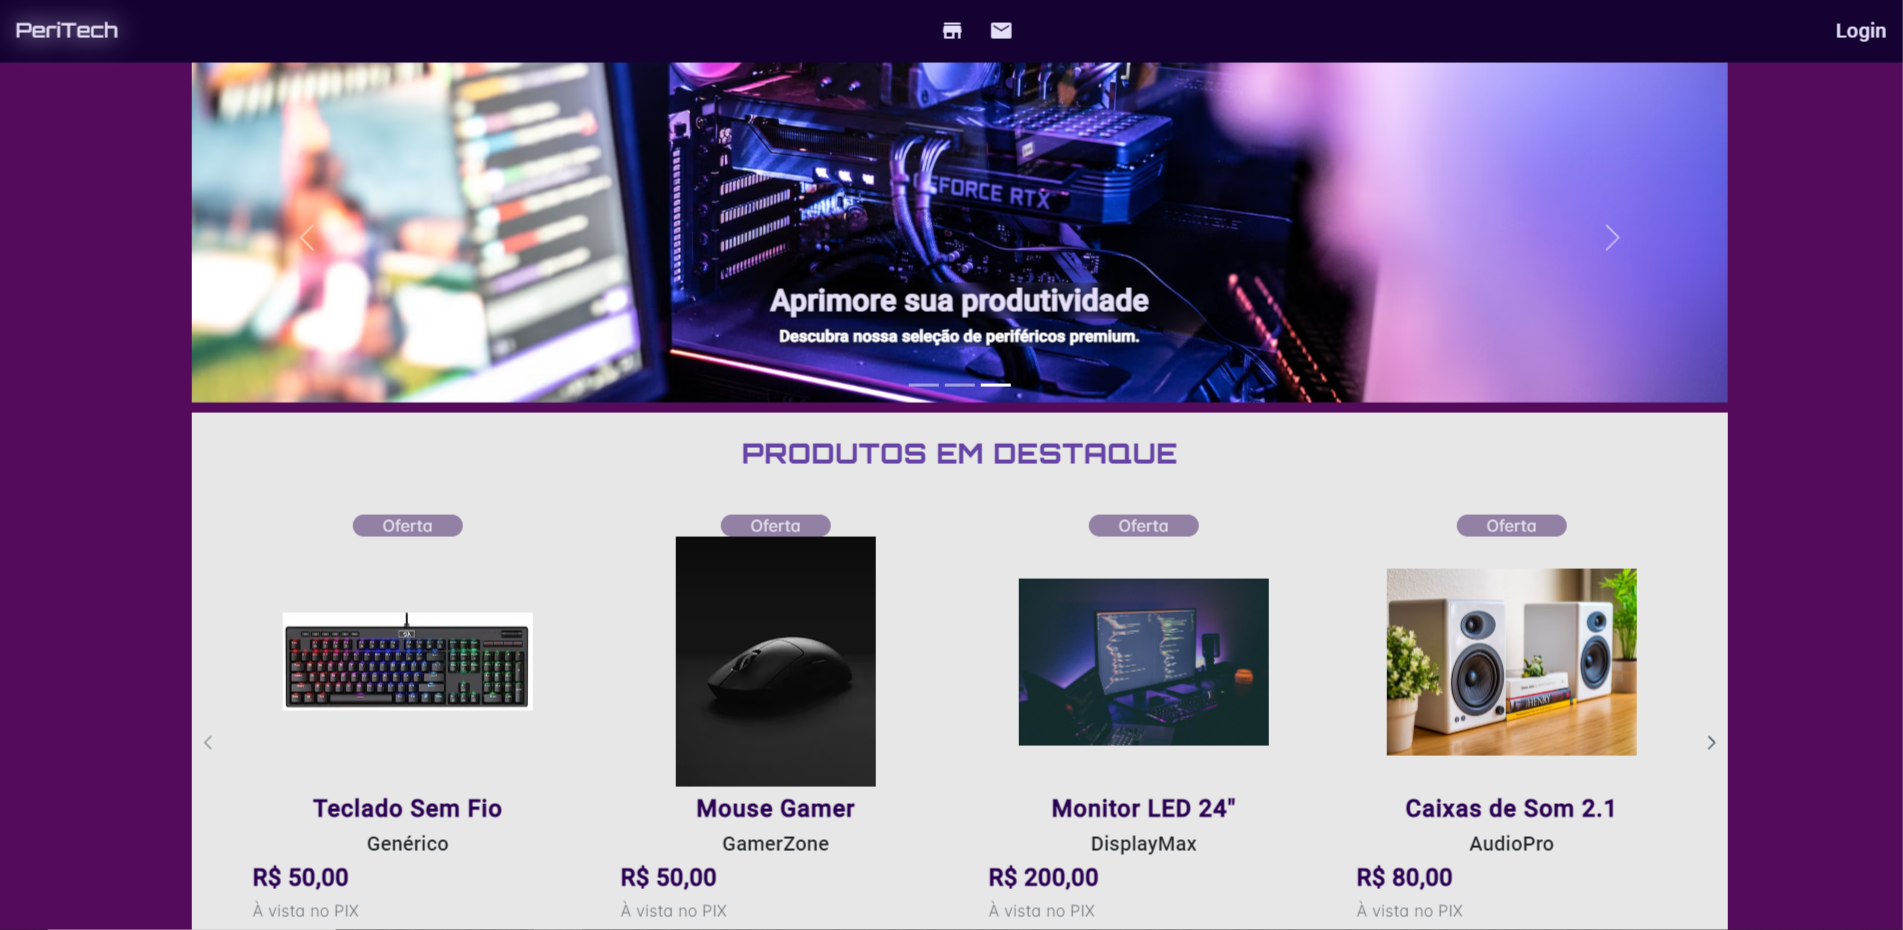 PeriTech
Login
GEFORCE RTX
Aprimore sua produtividade
Descubra nossa seleção de periféricos premium.
PRODUTOS EM DESTAQUE
Oferta Oferta Oferta Oferta
HENRY
Teclado Sem Fio Mouse Gamer Monitor LED 24" Caixas de Som 2.1
Genérico GamerZone DisplayMax AudioPro
R$ 50,00 R$ 50,00 R$ 200,00 R$ 80,00
À vista no PIX À vista no PIX À vista no PIX À vista no PIX